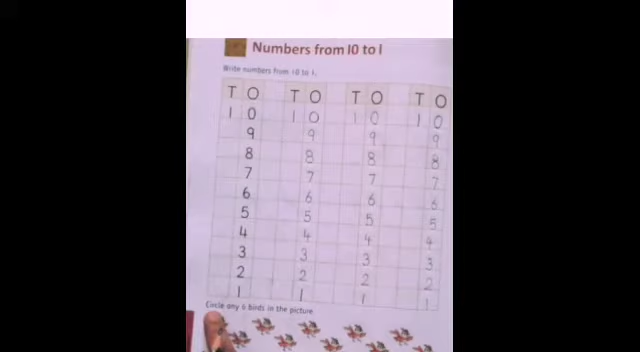 Numbers from 10 to 1
Write numbers from 10 to 1.
T O T O T O T O
1 0 1 0 1 0 1 0
9 9 9 9
8 8 8 8
7 7 7 7
6 6 6 6
5 5 5 5
4 4 4 4
3 3 3 3
2 2 2 2
1 1 1 1
Circle any 6 birds in the picture.